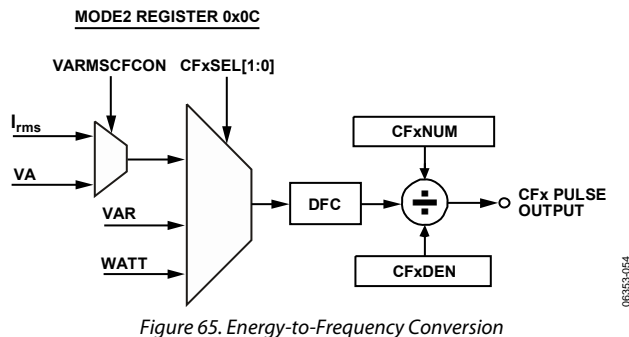 MODE2 REGISTER 0x0C
VARMSCFCON CFxSEL[1:0]
Irms
VA
VAR
WATT
DFC
CFxNUM
÷
CFxDEN
CFx PULSE
OUTPUT
06353-054
Figure 65. Energy-to-Frequency Conversion